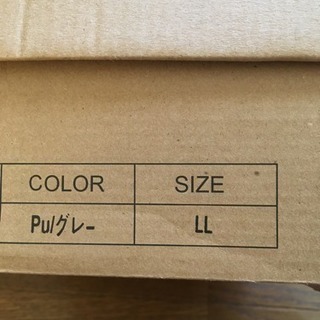 COLOR SIZE
Pu/グレー LL